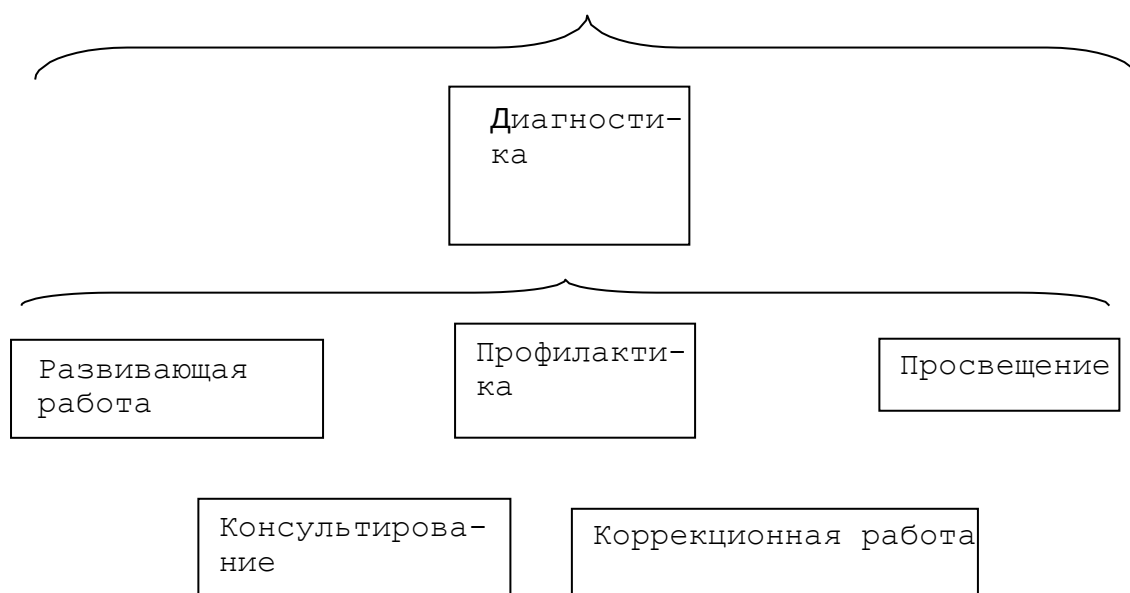 Диагности-
ка
Развивающая
работа
Профилакти-
ка
Просвещение
Консультирова-
ние
Коррекционная работа